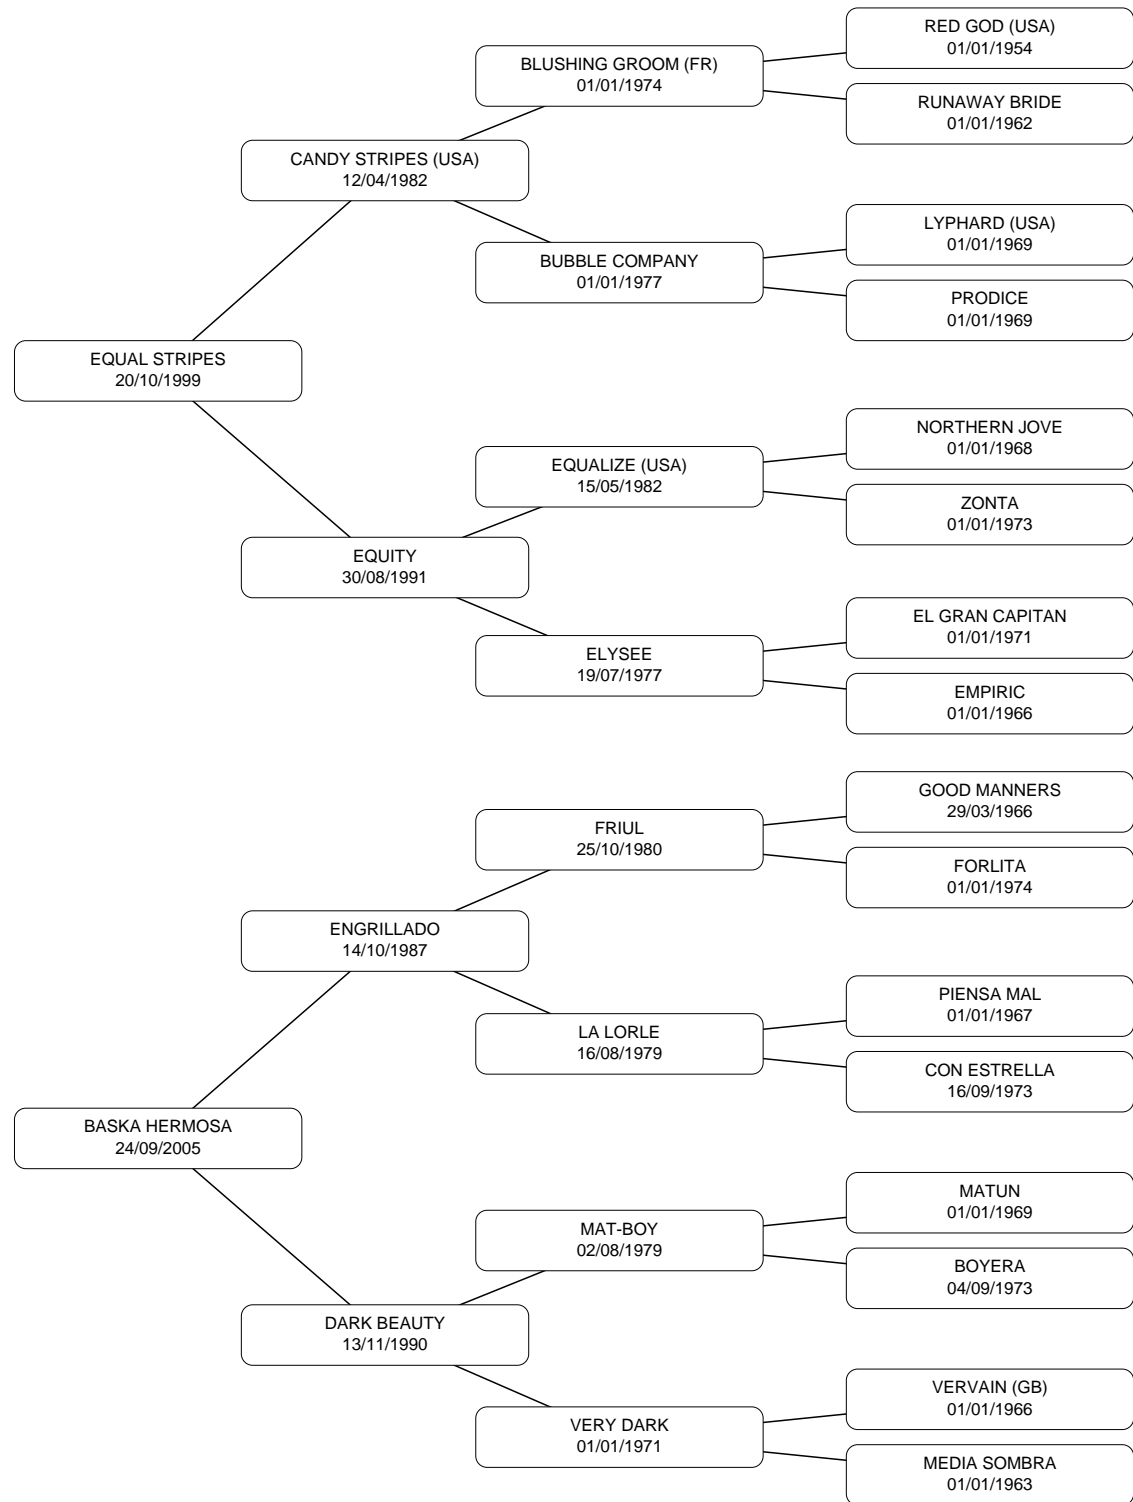 RED GOD (USA)
01/01/1954
BLUSHING GROOM (FR)
01/01/1974
RUNAWAY BRIDE
01/01/1962
CANDY STRIPES (USA)
12/04/1982
LYPHARD (USA)
01/01/1969
BUBBLE COMPANY
01/01/1977
PRODICE
01/01/1969
EQUAL STRIPES
20/10/1999
NORTHERN JOVE
01/01/1968
EQUALIZE (USA)
15/05/1982
ZONTA
01/01/1973
EQUITY
30/08/1991
EL GRAN CAPITAN
01/01/1971
ELYSEE
19/07/1977
EMPIRIC
01/01/1966
GOOD MANNERS
29/03/1966
FRIUL
25/10/1980
FORLITA
01/01/1974
ENGRILLADO
14/10/1987
PIENSA MAL
01/01/1967
LA LORLE
16/08/1979
CON ESTRELLA
16/09/1973
BASKA HERMOSA
24/09/2005
MATUN
01/01/1969
MAT-BOY
02/08/1979
BOYERA
04/09/1973
DARK BEAUTY
13/11/1990
VERVAIN (GB)
01/01/1966
VERY DARK
01/01/1971
MEDIA SOMBRA
01/01/1963